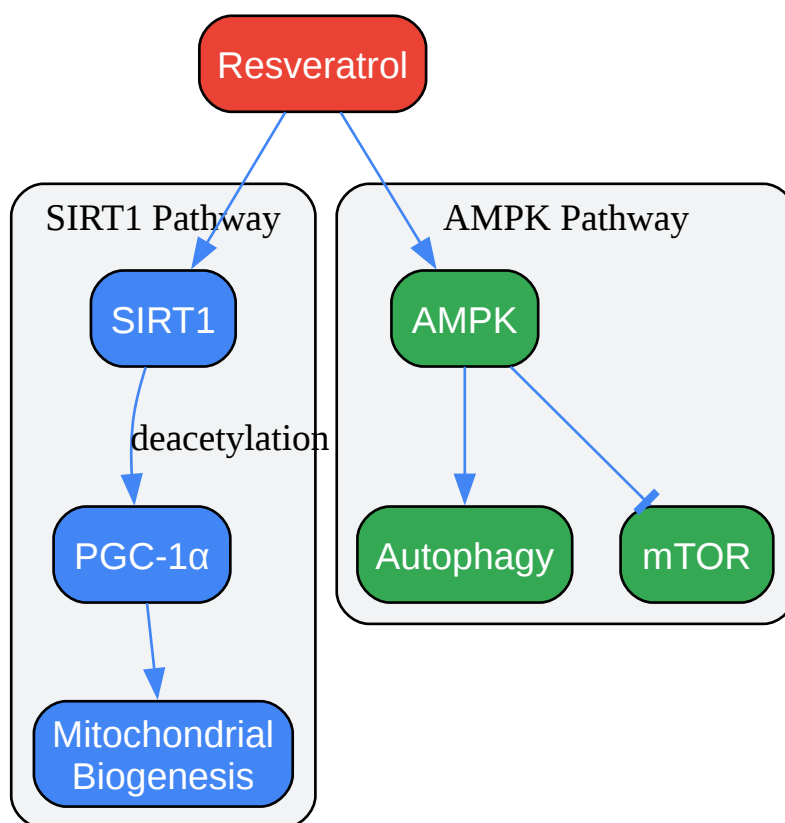 Resveratrol
SIRT1 Pathway
AMPK Pathway
SIRT1
AMPK
deacetylation
PGC-1α
Autophagy
mTOR
Mitochondrial
Biogenesis